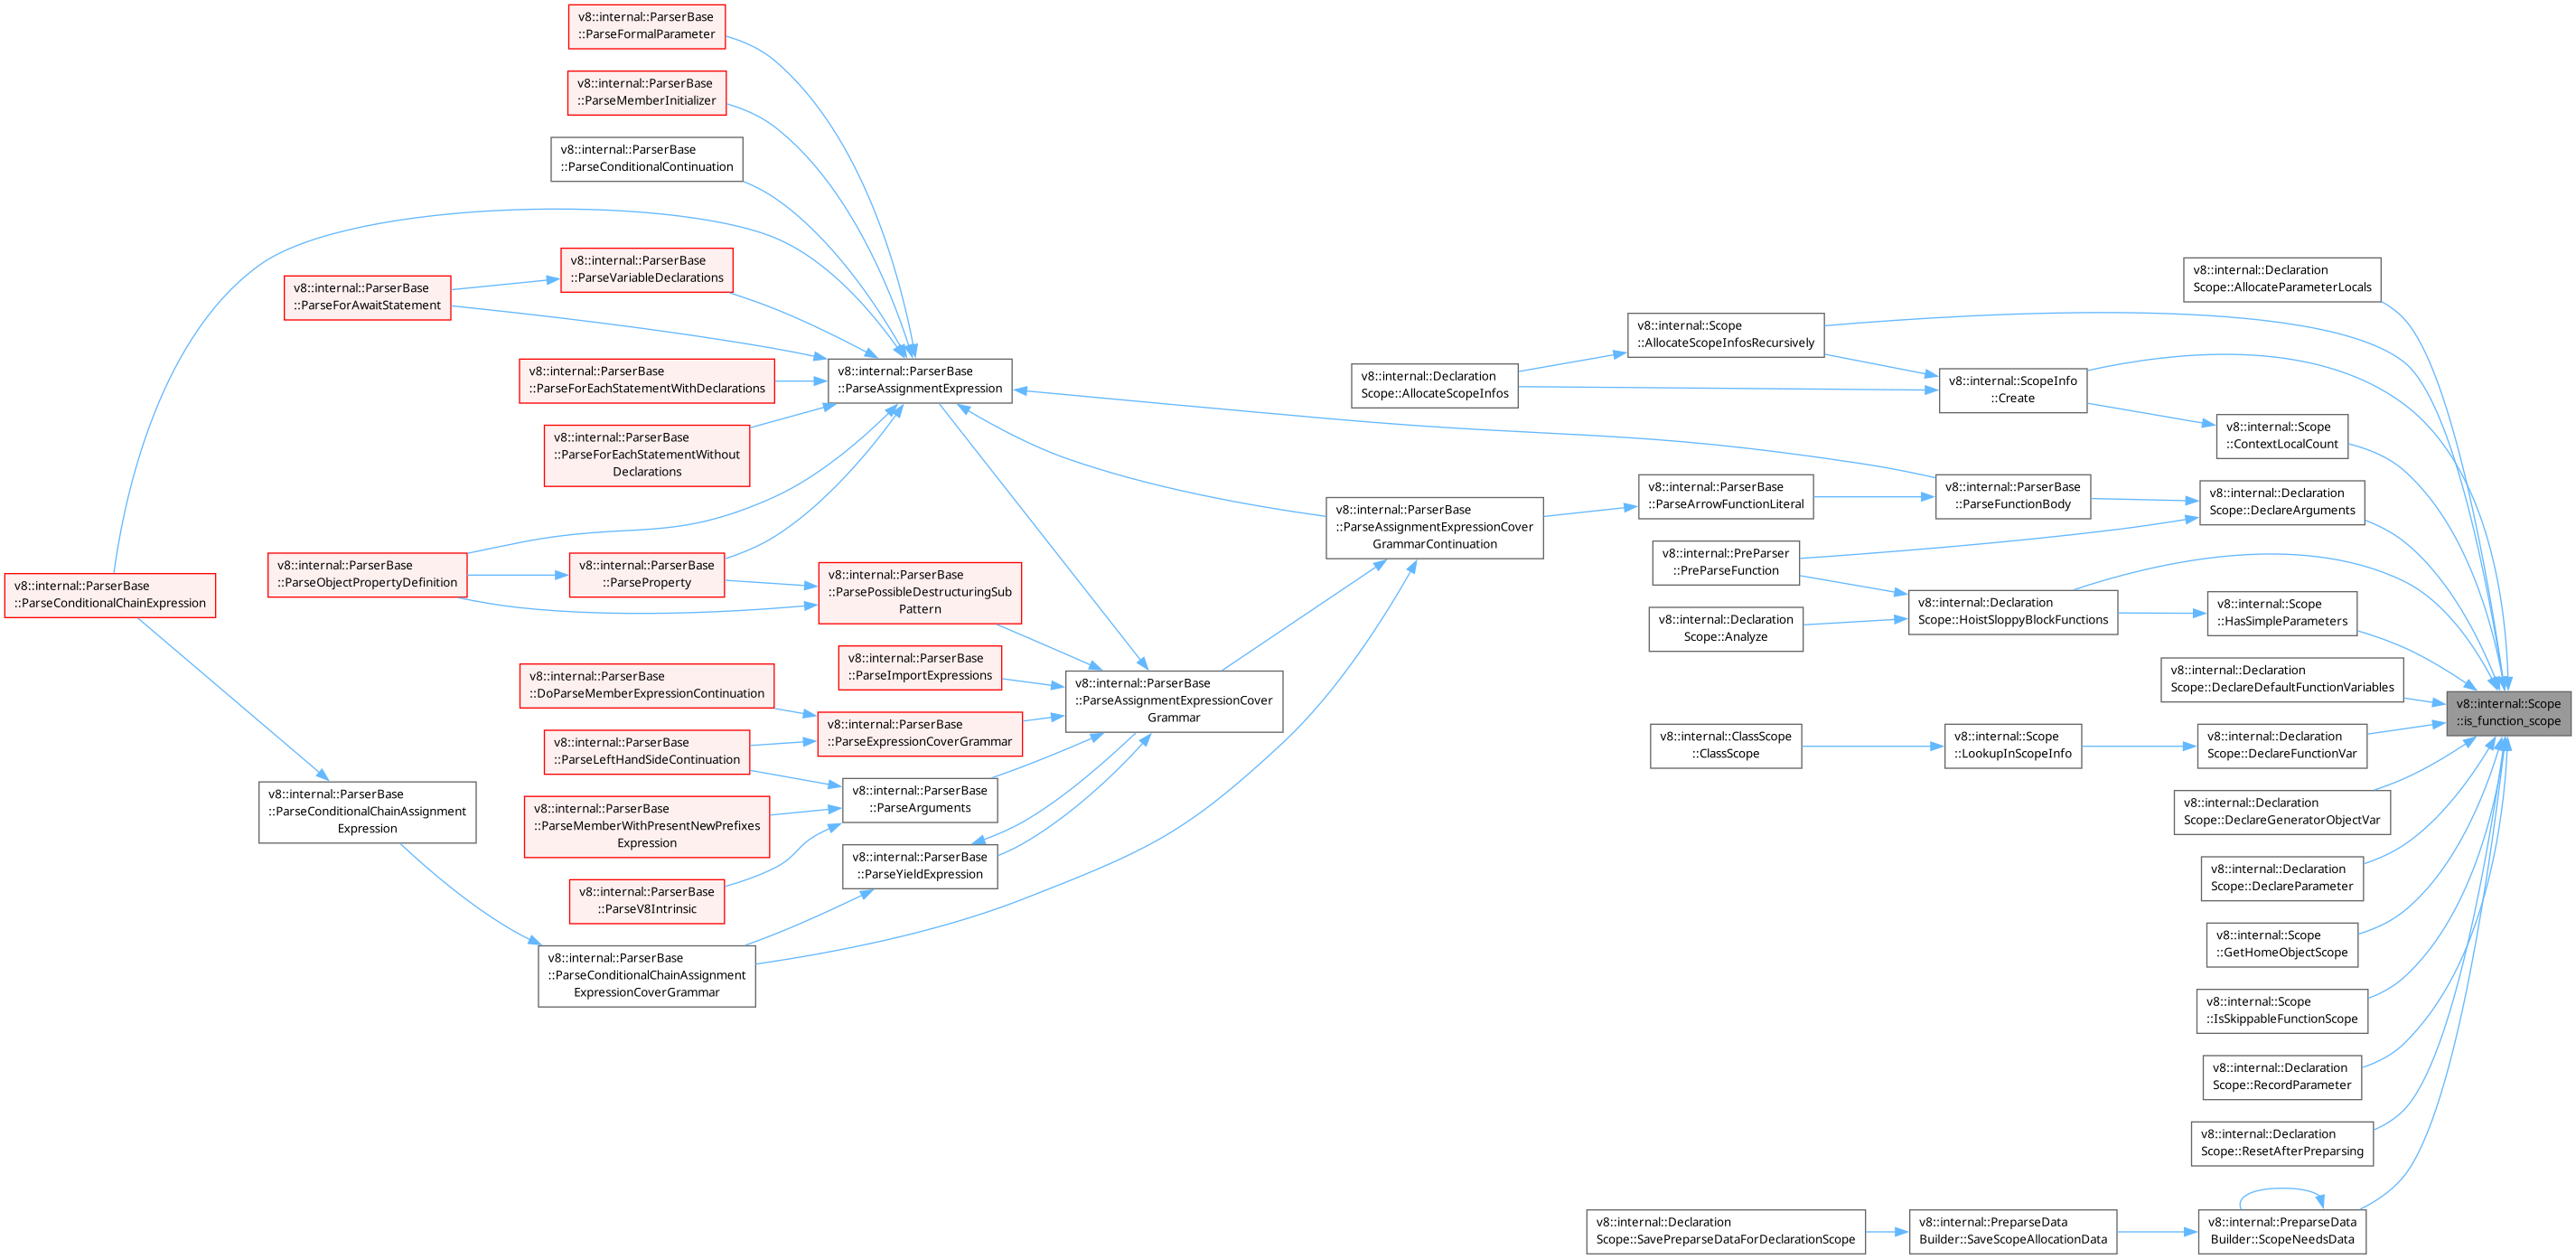 v8::internal::ParserBase
::ParseFormalParameter
v8::internal::ParserBase
::ParseMemberInitializer
v8::internal::ParserBase
::ParseConditionalContinuation
v8::internal::ParserBase
::ParseVariableDeclarations
v8::internal::ParserBase
::ParseForAwaitStatement
v8::internal::ParserBase
::ParseForEachStatementWithDeclarations
v8::internal::ParserBase
::ParseAssignmentExpression
v8::internal::ParserBase
::ParseForEachStatementWithout
Declarations
v8::internal::ParserBase
::ParseConditionalChainExpression
v8::internal::ParserBase
::ParseObjectPropertyDefinition
v8::internal::ParserBase
::ParseProperty
v8::internal::ParserBase
::ParsePossibleDestructuringSub
Pattern
v8::internal::ParserBase
::ParseImportExpressions
v8::internal::ParserBase
::DoParseMemberExpressionContinuation
v8::internal::ParserBase
::ParseExpressionCoverGrammar
v8::internal::ParserBase
::ParseLeftHandSideContinuation
v8::internal::ParserBase
::ParseAssignmentExpressionCover
Grammar
v8::internal::ParserBase
::ParseConditionalChainAssignment
Expression
v8::internal::ParserBase
::ParseArguments
v8::internal::ParserBase
::ParseMemberWithPresentNewPrefixes
Expression
v8::internal::ParserBase
::ParseYieldExpression
v8::internal::ParserBase
::ParseV8Intrinsic
v8::internal::ParserBase
::ParseConditionalChainAssignment
ExpressionCoverGrammar
v8::internal::ParserBase
::ParseAssignmentExpressionCover
GrammarContinuation
v8::internal::Declaration
Scope::AllocateScopeInfos
v8::internal::Scope
::AllocateScopeInfosRecursively
v8::internal::ScopeInfo
::Create
v8::internal::Declaration
Scope::AllocateParameterLocals
v8::internal::Scope
::ContextLocalCount
v8::internal::ParserBase
::ParseArrowFunctionLiteral
v8::internal::ParserBase
::ParseFunctionBody
v8::internal::Declaration
Scope::DeclareArguments
v8::internal::PreParser
::PreParseFunction
v8::internal::Declaration
Scope::Analyze
v8::internal::Declaration
Scope::HoistSloppyBlockFunctions
v8::internal::Scope
::HasSimpleParameters
v8::internal::Declaration
Scope::DeclareDefaultFunctionVariables
v8::internal::Scope
::is_function_scope
v8::internal::ClassScope
::ClassScope
v8::internal::Scope
::LookupInScopeInfo
v8::internal::Declaration
Scope::DeclareFunctionVar
v8::internal::Declaration
Scope::DeclareGeneratorObjectVar
v8::internal::Declaration
Scope::DeclareParameter
v8::internal::Scope
::GetHomeObjectScope
v8::internal::Scope
::IsSkippableFunctionScope
v8::internal::Declaration
Scope::RecordParameter
v8::internal::Declaration
Scope::ResetAfterPreparsing
v8::internal::Declaration
Scope::SavePreparseDataForDeclarationScope
v8::internal::PreparseData
Builder::SaveScopeAllocationData
v8::internal::PreparseData
Builder::ScopeNeedsData